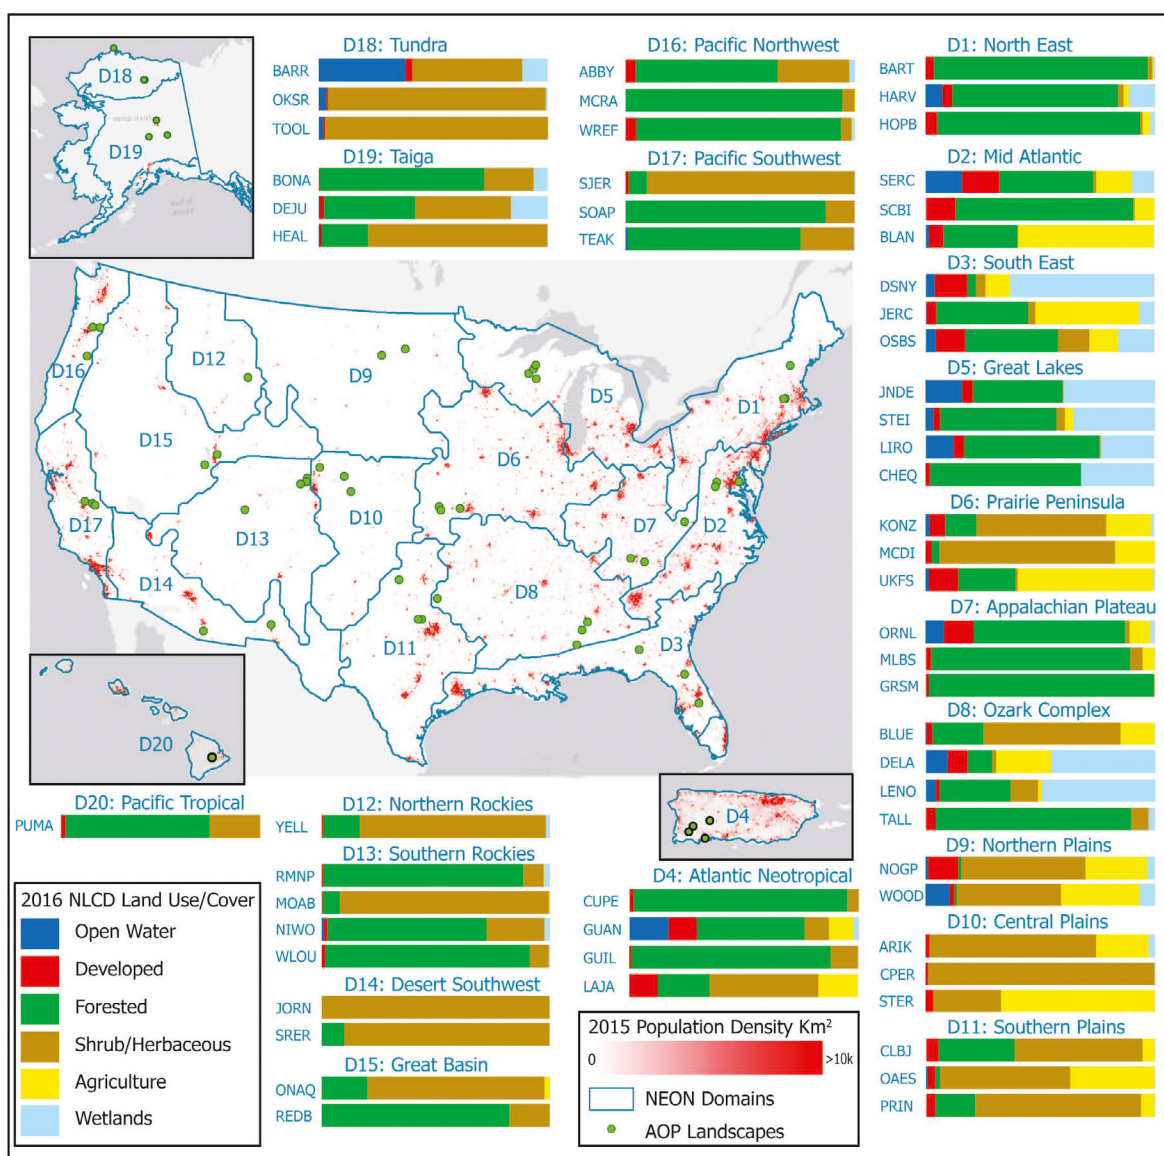 D18: Tundra
BARR
OKSR
TOOL
D19: Taiga
BONA
DEJU
HEAL
D16: Pacific Northwest
ABBY
MCRA
WREF
D17: Pacific Southwest
SJER
SOAP
TEAK
D1: North East
BART
HARV
HOPB
D2: Mid Atlantic
SERC
SCBI
BLAN
D3: South East
DSNY
JERC
OSBS
D5: Great Lakes
JNDE
STEI
LIRO
CHEQ
D6: Prairie Peninsula
KONZ
MCDI
UKFS
D7: Appalachian Plateau
ORNL
MLBS
GRSM
D8: Ozark Complex
BLUE
DELA
LENO
TALL
D9: Northern Plains
NOGP
WOOD
D10: Central Plains
ARIK
CPER
STER
D11: Southern Plains
CLBJ
OAES
PRIN
D18
D19
D16
D12
D9
D5
D1
D15
D6
D17
D13
D10
D7
D2
D14
D8
D11
D3
D20
D4
D20: Pacific Tropical
PUMA
D12: Northern Rockies
YELL
D13: Southern Rockies
RMNP
MOAB
NIWO
WLOU
D14: Desert Southwest
JORN
SRER
D15: Great Basin
ONAQ
REDB
D4: Atlantic Neotropical
CUPE
GUAN
GUIL
LAJA
2016 NLCD Land Use/Cover
Open Water
Developed
Forested
Shrub/Herbaceous
Agriculture
Wetlands
2015 Population Density Km²
0
>10k
NEON Domains
AOP Landscapes